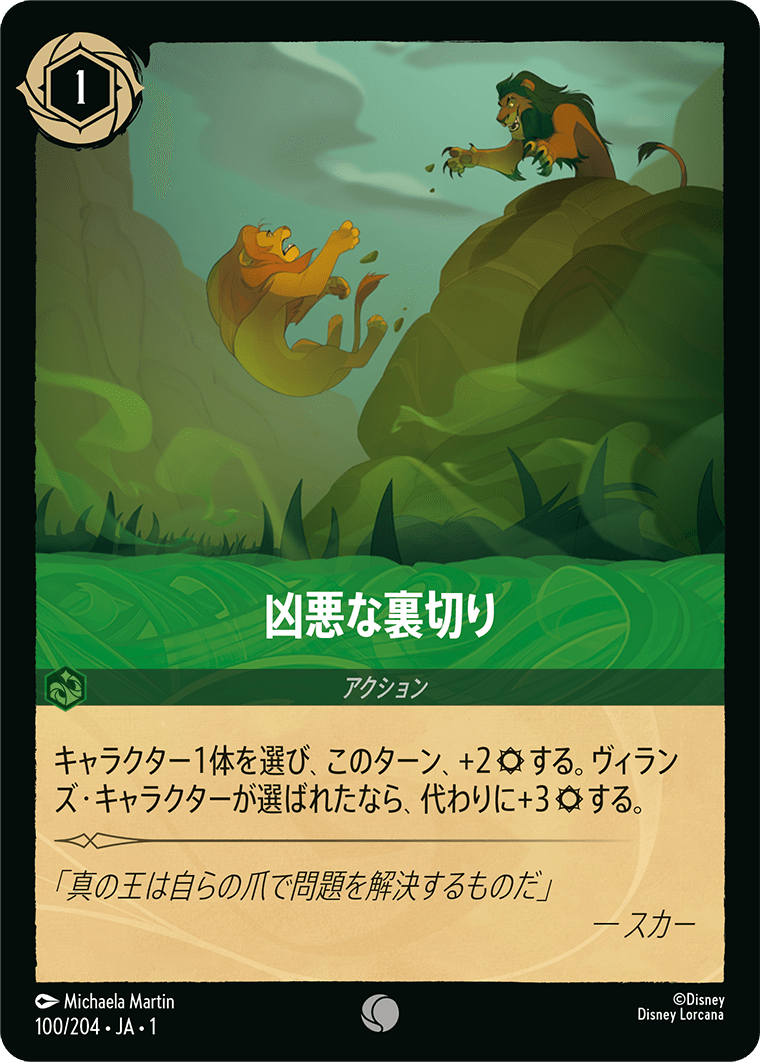 1
凶悪な裏切り
アクション
キャラクター1体を選び、このターン、+2 する。ヴィラン
ズ・キャラクターが選ばれたなら、代わりに+3 する。
「真の王は自らの爪で問題を解決するものだ」
― スカー
Michaela Martin
©Disney
100/204 • JA • 1
Disney Lorcana